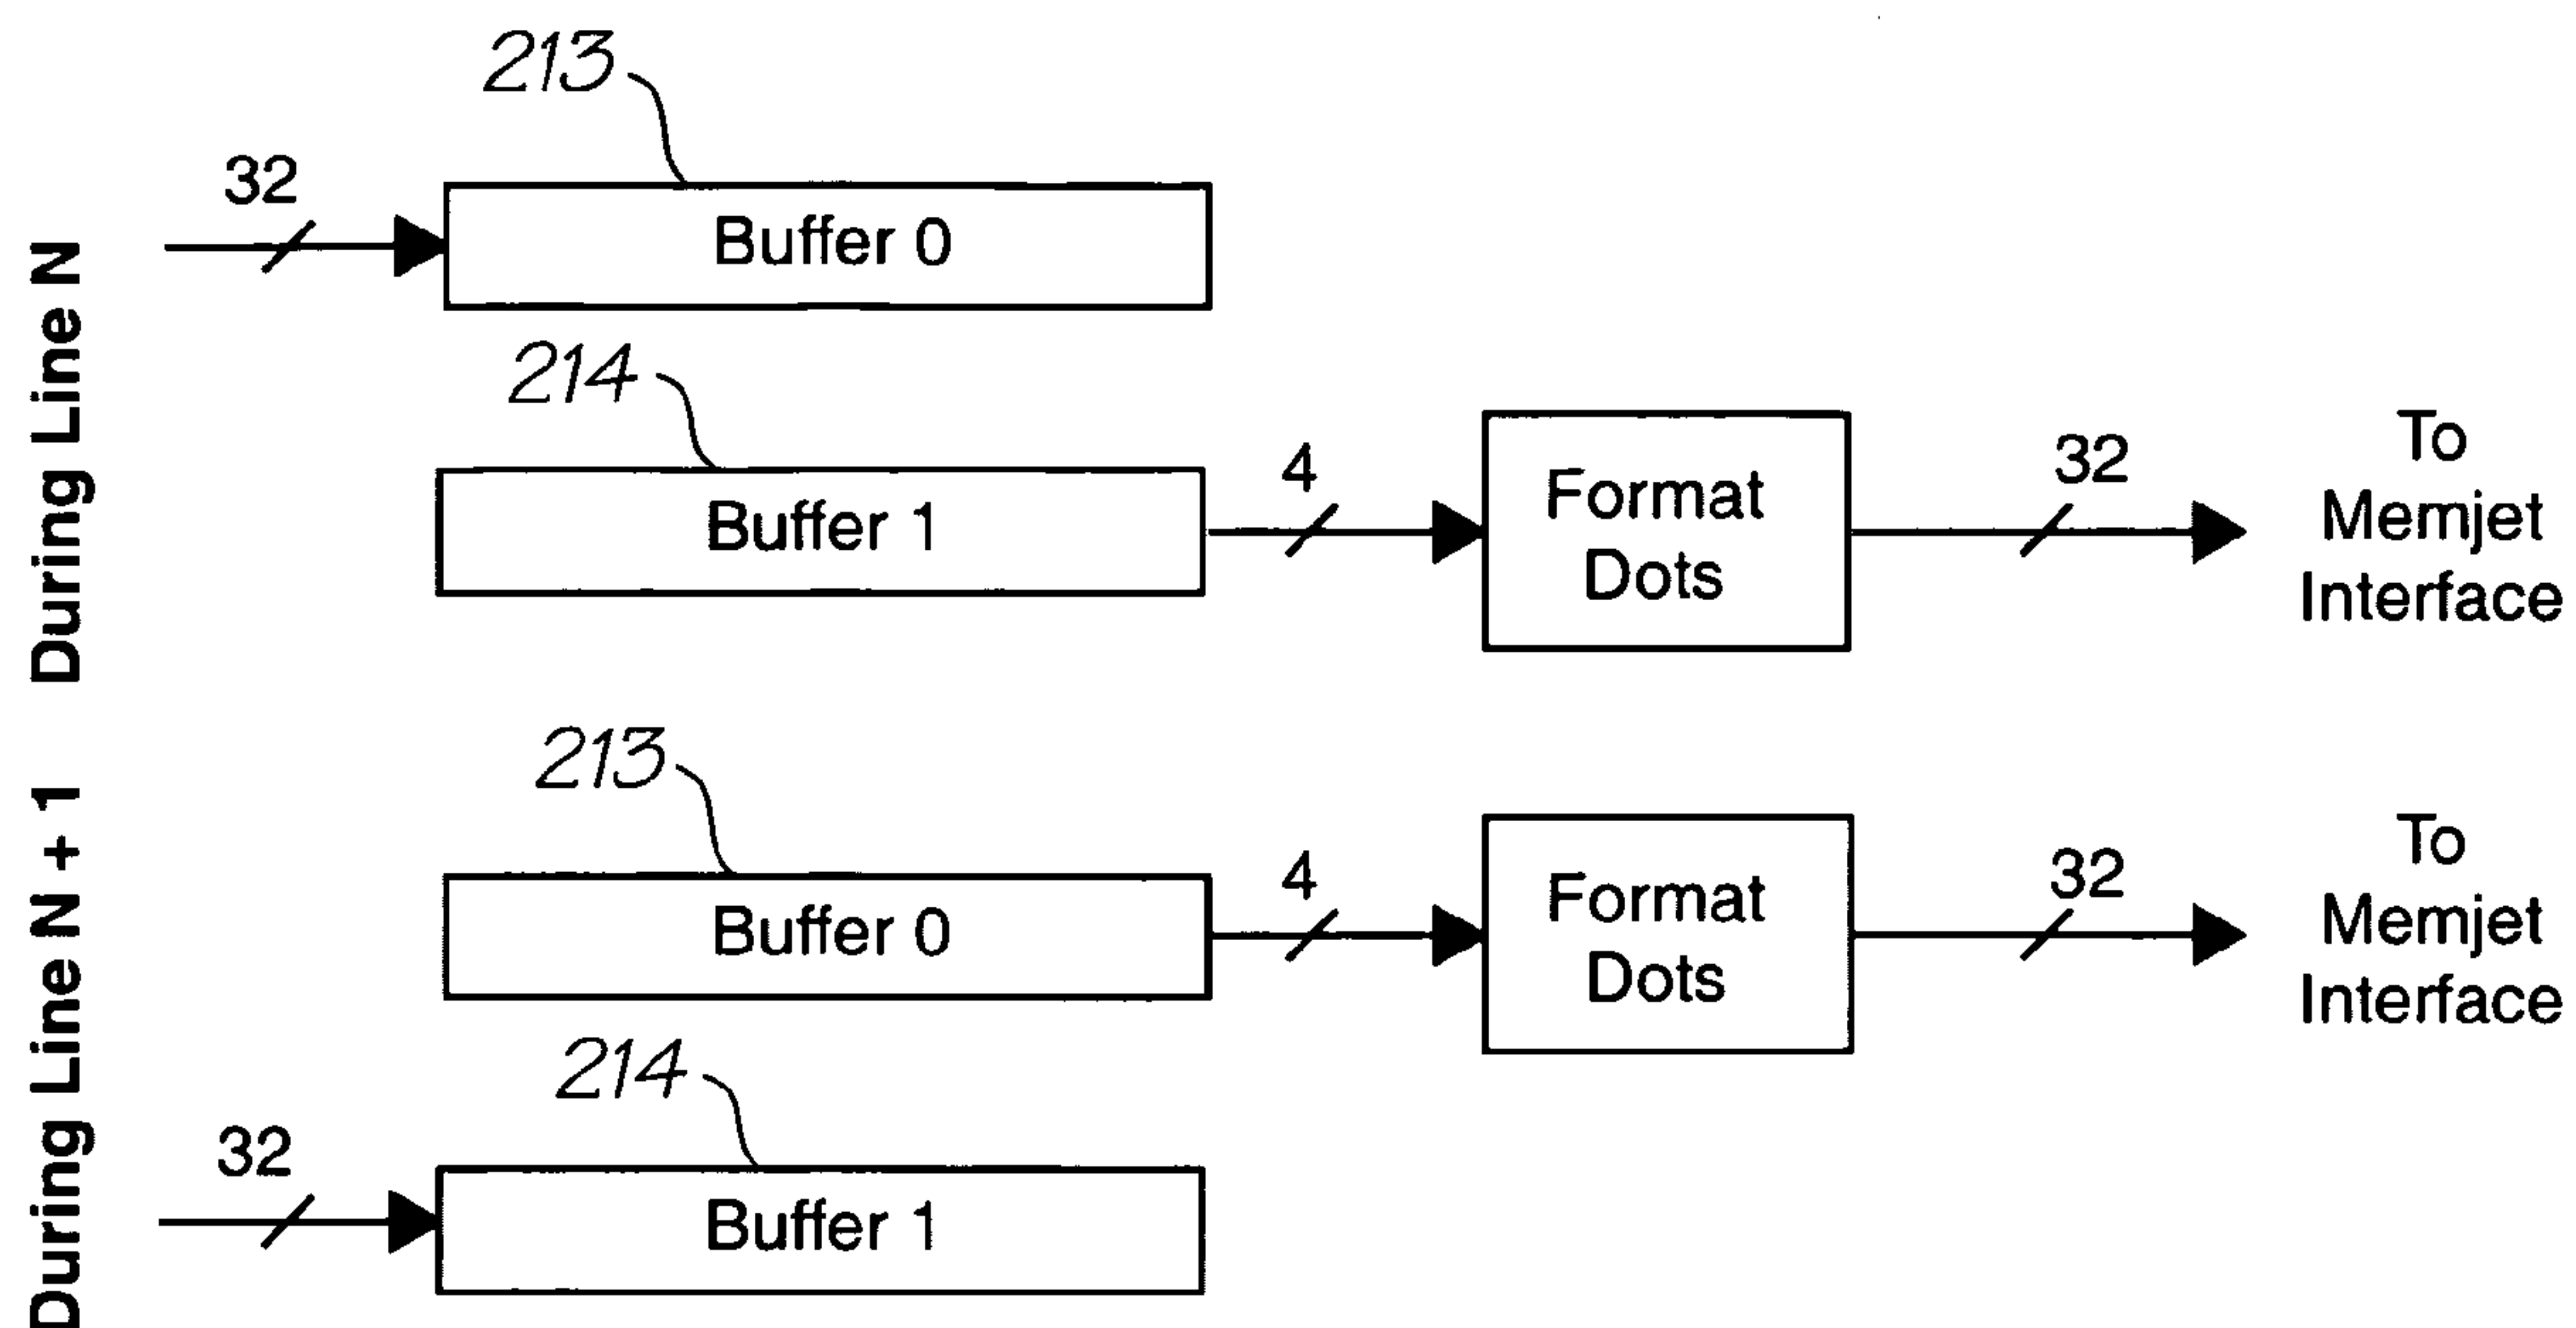 During Line N
213
32
Buffer 0
214
Buffer 1
4
Format
Dots
32
To
Memjet
Interface
During Line N + 1
213
Buffer 0
4
Format
Dots
32
To
Memjet
Interface
214
32
Buffer 1